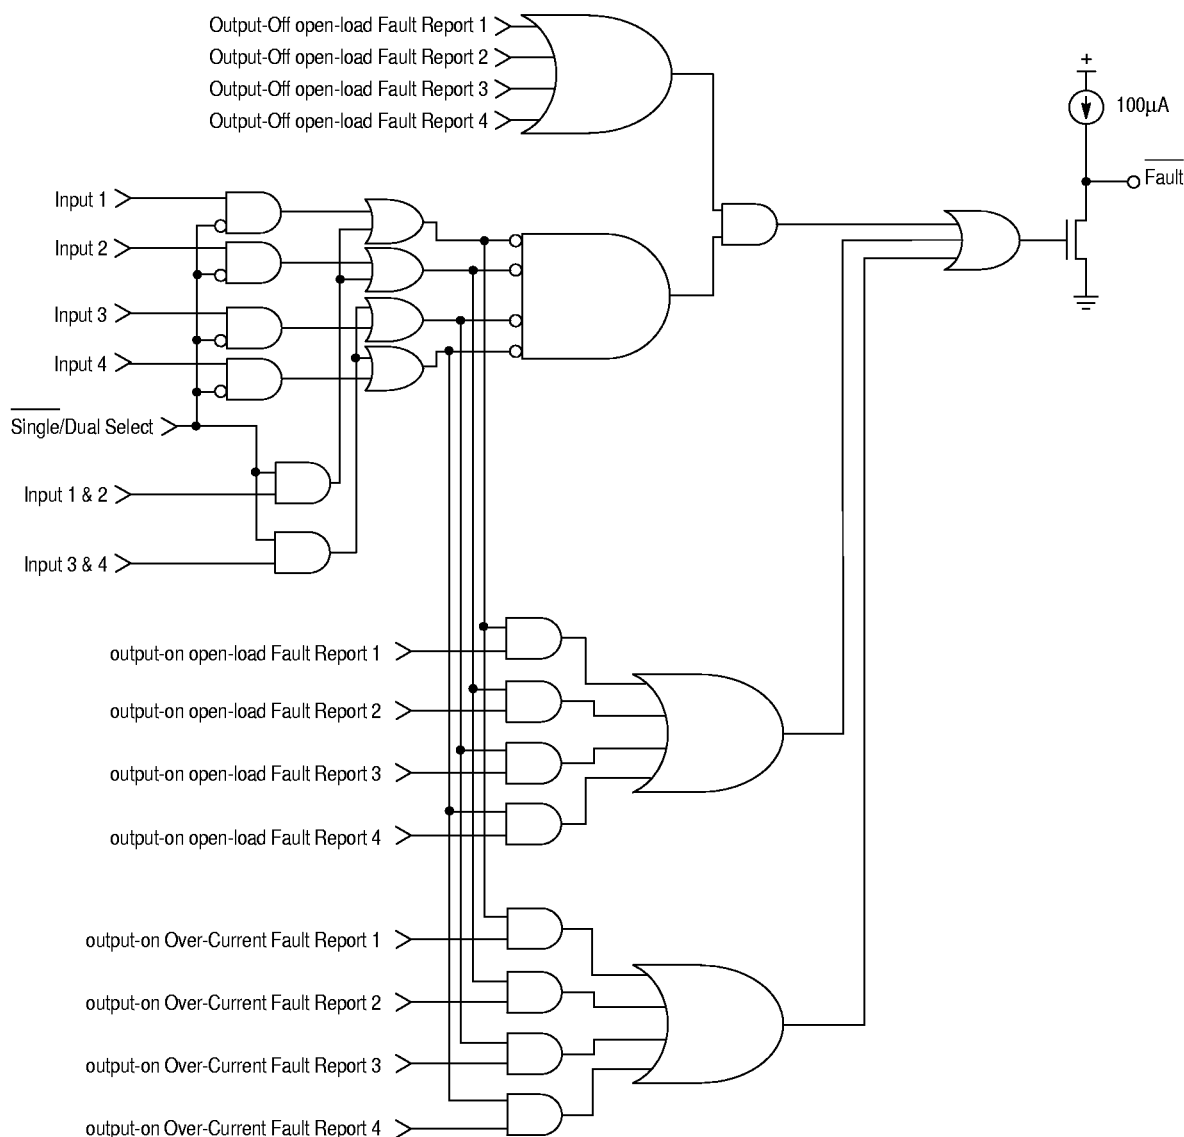 Output-Off open-load Fault Report 1
Output-Off open-load Fault Report 2
Output-Off open-load Fault Report 3
Output-Off open-load Fault Report 4
+
100µA
Fault
Input 1
Input 2
Input 3
Input 4
Single/Dual Select
Input 1 & 2
Input 3 & 4
output-on open-load Fault Report 1
output-on open-load Fault Report 2
output-on open-load Fault Report 3
output-on open-load Fault Report 4
output-on Over-Current Fault Report 1
output-on Over-Current Fault Report 2
output-on Over-Current Fault Report 3
output-on Over-Current Fault Report 4